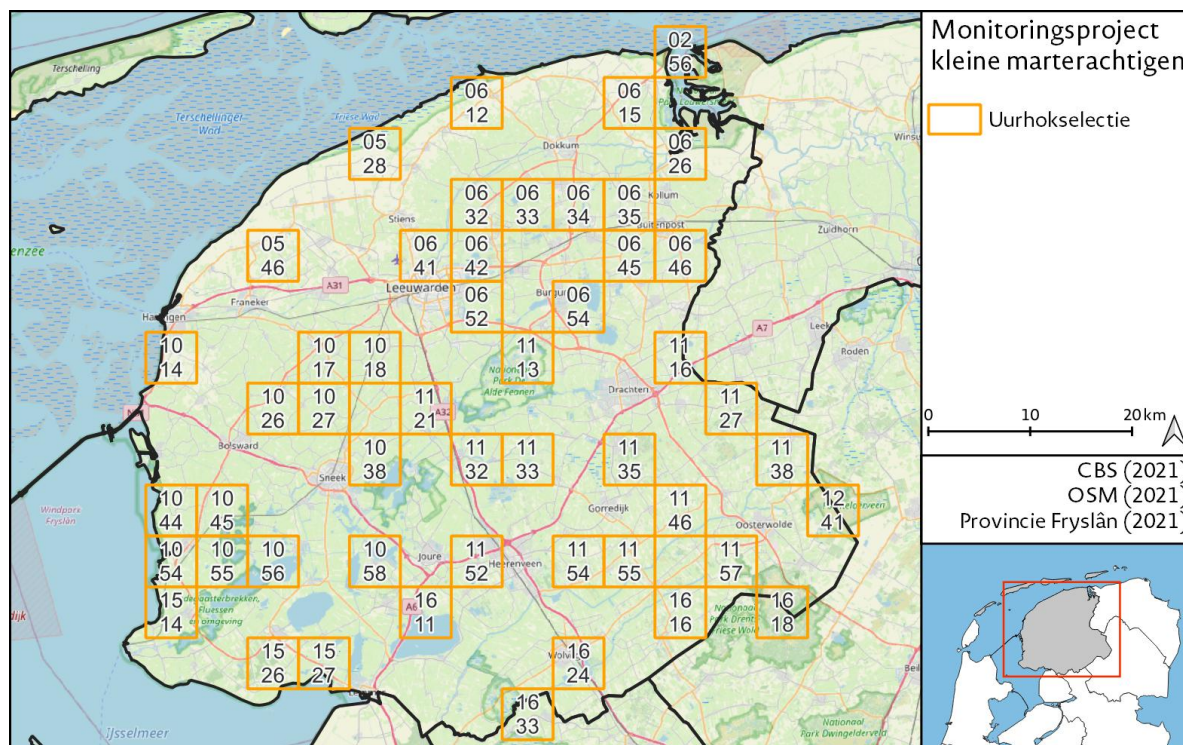 Monitoringsproject
kleine marterachtigen
Uurhokselectie
0 10 20 km
CBS (2021)
OSM (2021)
Provincie Fryslân (2021)
02
56
Terschelling
06 06
12 15
Terschellinger
Wad
05 06
28 26
Dokkum
06 06 06 06
32 33 34 35
Kollum
Stiens
Zuidhorn
05 06 06 06 06
46 41 42 45 46
A31
Leeuwarden
Franeker
06 06
52 54
A7
Leek
Roden
10 10 10 11 11
14 17 18 13 16
Alde Feanen
Drachten
10 10 11 11
26 27 21 27
A32
Bolsward
10 11 11 11 11
38 32 33 35 38
Sneek
Windpark
Fryslân
10 10 11 12
44 45 46 41
Gorredijk
Oosterwolde
10 10 10 10 11 11 11 11
54 55 56 58 52 54 55 57
Joure
Heerenveen
15 16 16 16
14 11 16 18
A6
Fluessen
en omgeving
15 15 16
26 27 24
16
33
IJsselmeer
Nationaal
Park Dwingelderveld